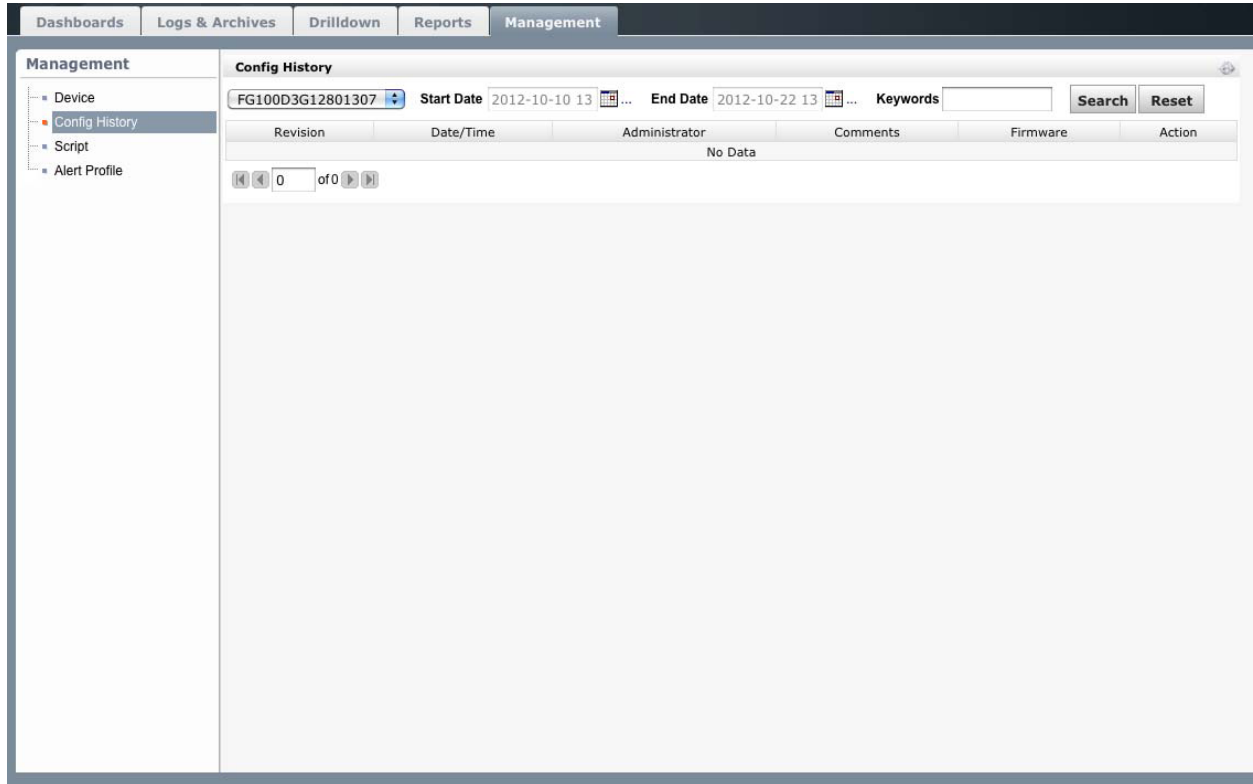 Dashboards Logs & Archives Drilldown Reports Management
Management
Device
Config History
Script
Alert Profile
Config History
FG100D3G12801307 Start Date 2012-10-10 13 ... End Date 2012-10-22 13 ... Keywords Search Reset
Revision Date/Time Administrator Comments Firmware Action
No Data
0 of 0